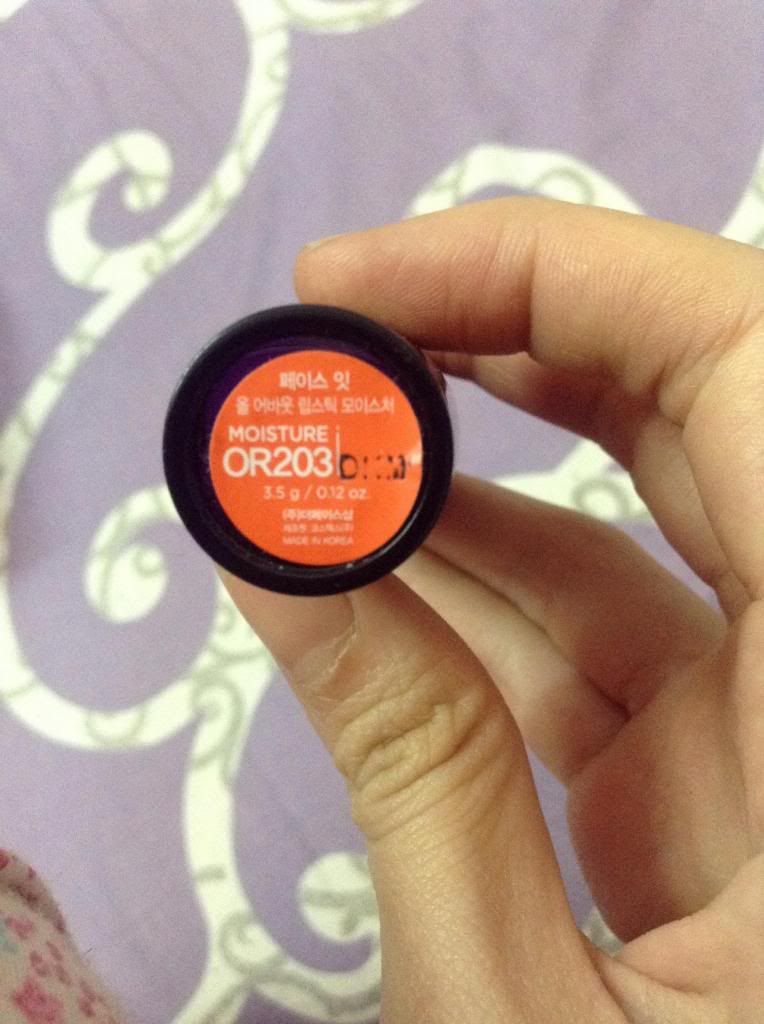 페이스 잇
올 어바웃 립스틱 모이스처
MOISTURE
OR203
3.5 g / 0.12 oz.
(주)더페이스샵
MADE IN KOREA